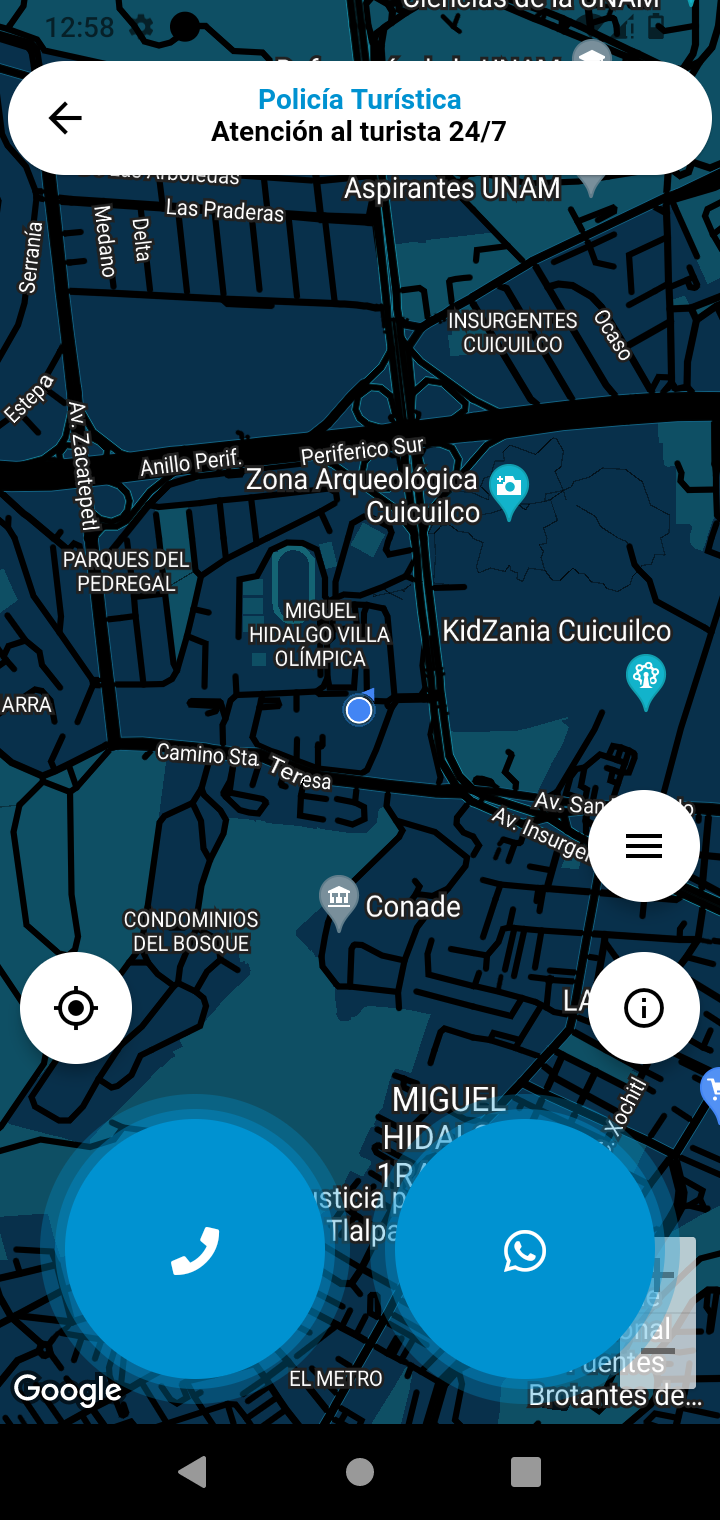 12:58
Ciencias de la UNAM
Policía Turística
Atención al turista 24/7
Las Arboledas
Aspirantes UNAM
Las Praderas
Medano
Delta
Serranía
INSURGENTES
CUICUILCO
Ocaso
Estepa
Av. Zacatepetl
Anillo Perif.
Periferico Sur
Zona Arqueológica
Cuicuilco
PARQUES DEL
PEDREGAL
MIGUEL
HIDALGO VILLA
OLÍMPICA
KidZania Cuicuilco
ARRA
Camino Sta. Teresa
Av. San
Av. Insurge
Conade
CONDOMINIOS
DEL BOSQUE
LA
MIGUEL
HIDAL
1R
Xochitl
usticia p
Tlalpa
onal
Fuentes
Brotantes de...
EL METRO
Google